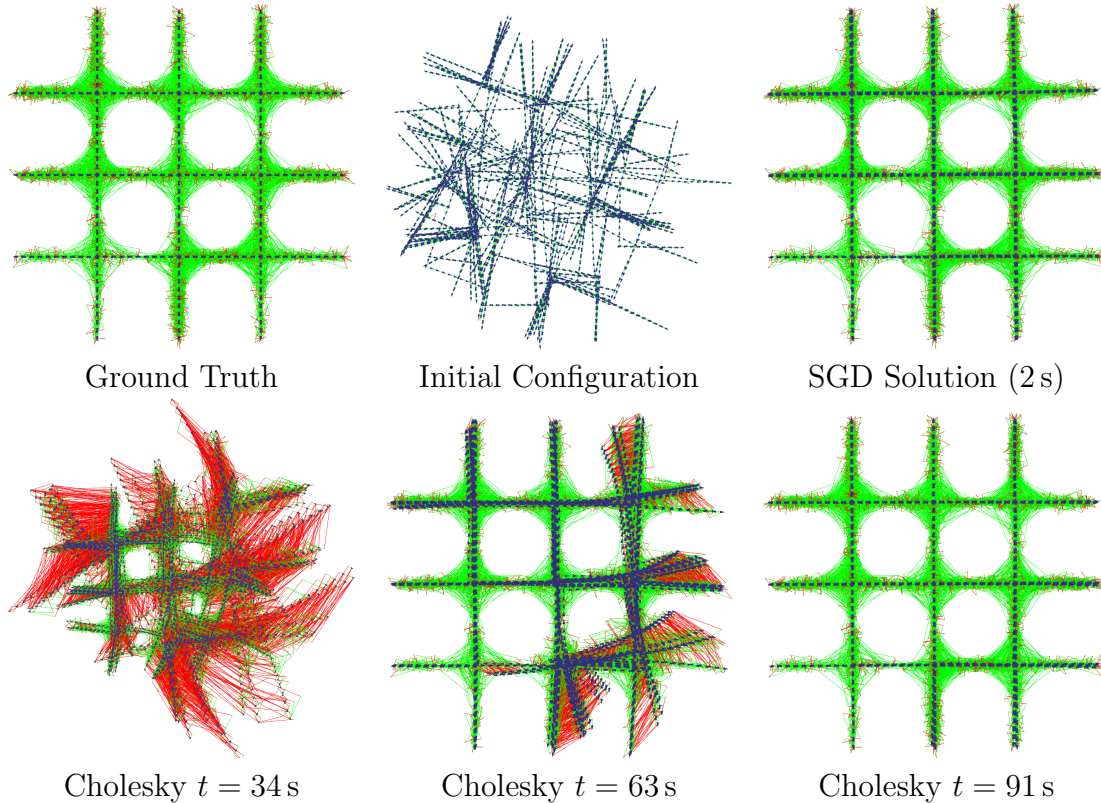 Ground Truth
Initial Configuration
SGD Solution (2 s)
Cholesky t = 34 s
Cholesky t = 63 s
Cholesky t = 91 s